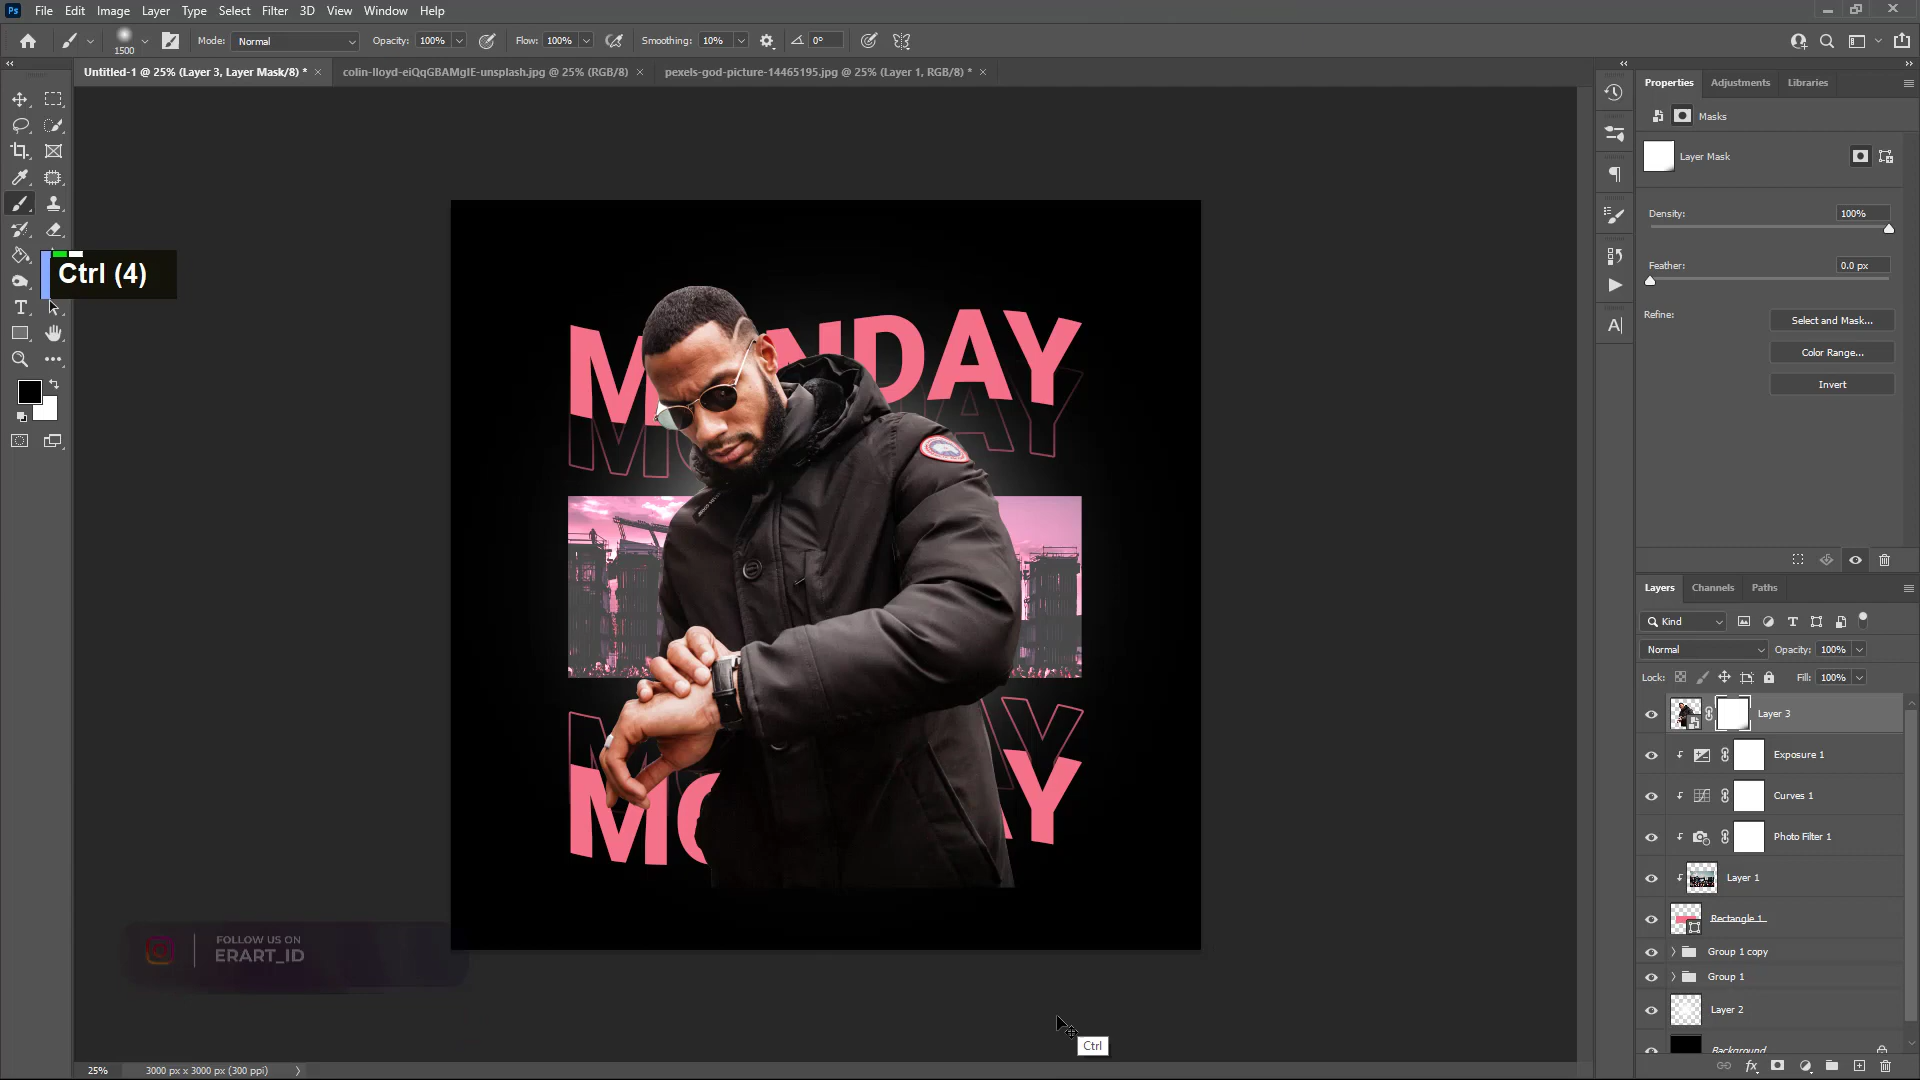 Ps File Edit Image Layer Type Select Filter 3D View Window Help
1500 Mode: Normal Opacity: 100% Flow: 100% Smoothing: 10% 0°
Untitled-1 @ 25% (Layer 3, Layer Mask/8) * × colin-lloyd-eiQqGBAMgIE-unsplash.jpg @ 25% (RGB/8) × pexels-god-picture-14465195.jpg @ 25% (Layer 1, RGB/8) * ×
Properties Adjustments Libraries
Masks
Layer Mask
Density: 100%
Feather: 0.0 px
Refine: Select and Mask...
Color Range...
Invert
Ctrl (4)
Layers Channels Paths
Kind
Normal Opacity: 100%
Lock: Fill: 100%
Layer 3
Exposure 1
Curves 1
Photo Filter 1
Layer 1
Rectangle 1
Group 1 copy
Group 1
Layer 2
Background
FOLLOW US ON
ERART_ID
Ctrl
25% 3000 px x 3000 px (300 ppi)